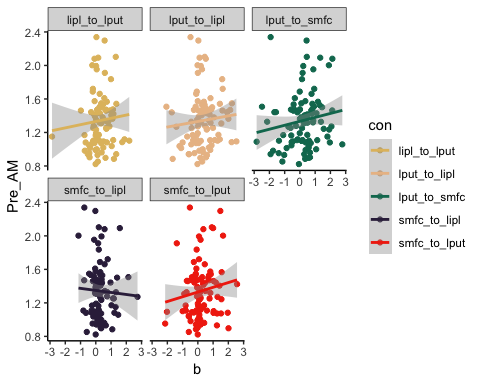 lipl_to_lput lput_to_lipl lput_to_smfc
2.4
2.0
1.6
1.2
0.8
-3 -2 -1 0 1 2 3
smfc_to_lipl smfc_to_lput
2.4
2.0
1.6
1.2
0.8
-3 -2 -1 0 1 2 3 -3 -2 -1 0 1 2 3
Pre_AM
b
con
lipl_to_lput
lput_to_lipl
lput_to_smfc
smfc_to_lipl
smfc_to_lput